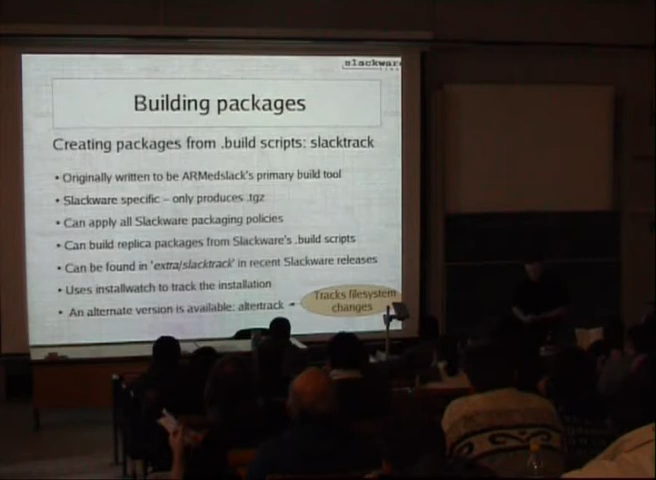 slackware
Building packages
Creating packages from .build scripts: slacktrack
• Originally written to be ARMedslack's primary build tool
• Slackware specific – only produces .tgz
• Can apply all Slackware packaging policies
• Can build replica packages from Slackware's .build scripts
• Can be found in 'extra/slacktrack' in recent Slackware releases
• Uses installwatch to track the installation
• An alternate version is available: altertrack –
Tracks filesystem
changes